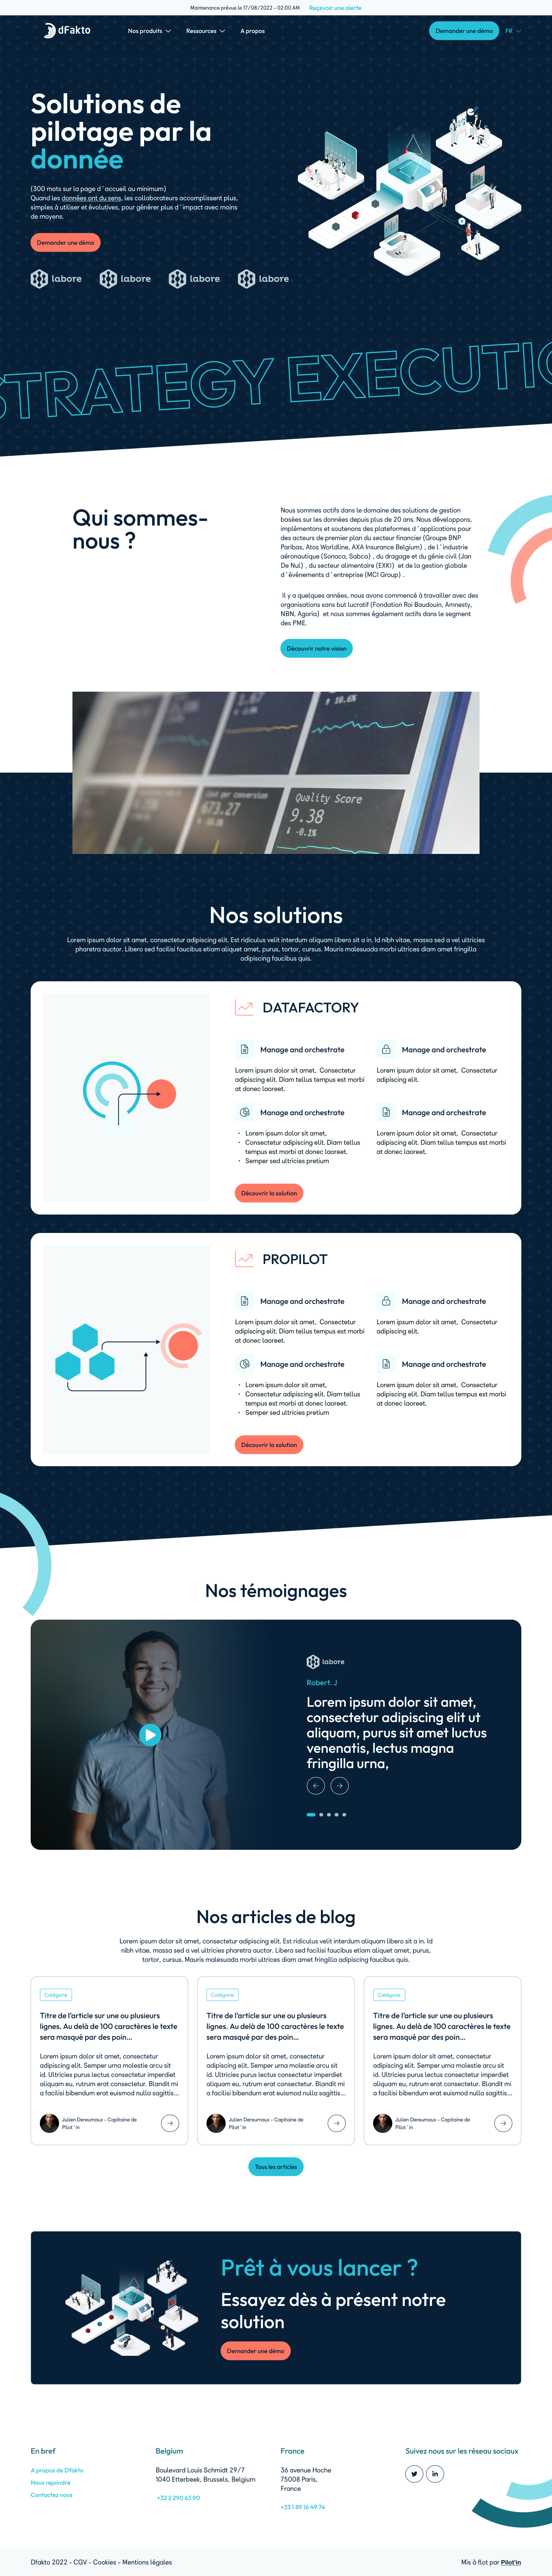 Maintenance prévue le 17/08/2022 - 02:00 AM Reçevoir une alerte
dFakto Nos produits Ressources A propos Demander une démo FR
Solutions de
pilotage par la
donnée
(300 mots sur la page d´accueil au minimum)
Quand les données ont du sens, les collaborateurs accomplissent plus,
simples à utiliser et évolutives, pour générer plus d´impact avec moins
de moyens.
Demander une démo
labore labore labore labore
STRATEGY EXECUTIO
Qui sommes-
nous ?
Nous sommes actifs dans le domaine des solutions de gestion
basées sur les données depuis plus de 20 ans. Nous développons,
implémentons et soutenons des plateformes d´applications pour
des acteurs de premier plan du secteur financier (Groupe BNP
Paribas, Atos Worldline, AXA Insurance Belgium) , de l´industrie
aéronautique (Sonaca, Sabca) , du dragage et du génie civil (Jan
De Nul) , du secteur alimentaire (EXKI) et de la gestion globale
d´événements d´entreprise (MCI Group) .
Il y a quelques années, nous avons commencé à travailler avec des
organisations sans but lucratif (Fondation Roi Baudouin, Amnesty,
NBN, Agoria) et nous sommes également actifs dans le segment
des PME.
Découvrir notre vision
10.6%
Cost per conversion
673.27
0.00%
Quality Score
9.38
-0.1%
Nos solutions
Lorem ipsum dolor sit amet, consectetur adipiscing elit. Est ridiculus velit interdum aliquam libero sit a in. Id nibh vitae, massa sed a vel ultricies
pharetra auctor. Libero sed facilisi faucibus etiam aliquet amet, purus, tortor, cursus. Mauris malesuada morbi ultrices diam amet fringilla
adipiscing faucibus quis.
DATAFACTORY
Manage and orchestrate
Lorem ipsum dolor sit amet, Consectetur
adipiscing elit. Diam tellus tempus est morbi
at donec laoreet.
Manage and orchestrate
Lorem ipsum dolor sit amet, Consectetur
adipiscing elit.
Manage and orchestrate
• Lorem ipsum dolor sit amet,
• Consectetur adipiscing elit. Diam tellus
tempus est morbi at donec laoreet.
• Semper sed ultricies pretium
Manage and orchestrate
Lorem ipsum dolor sit amet, Consectetur
adipiscing elit. Diam tellus tempus est morbi
at donec laoreet.
Découvrir la solution
PROPILOT
Manage and orchestrate
Lorem ipsum dolor sit amet, Consectetur
adipiscing elit. Diam tellus tempus est morbi
at donec laoreet.
Manage and orchestrate
Lorem ipsum dolor sit amet, Consectetur
adipiscing elit.
Manage and orchestrate
• Lorem ipsum dolor sit amet,
• Consectetur adipiscing elit. Diam tellus
tempus est morbi at donec laoreet.
• Semper sed ultricies pretium
Manage and orchestrate
Lorem ipsum dolor sit amet, Consectetur
adipiscing elit. Diam tellus tempus est morbi
at donec laoreet.
Découvrir la solution
Nos témoignages
labore
Robert. J
Lorem ipsum dolor sit amet,
consectetur adipiscing elit ut
aliquam, purus sit amet luctus
venenatis, lectus magna
fringilla urna,
Nos articles de blog
Lorem ipsum dolor sit amet, consectetur adipiscing elit. Est ridiculus velit interdum aliquam libero sit a in. Id
nibh vitae, massa sed a vel ultricies pharetra auctor. Libero sed facilisi faucibus etiam aliquet amet, purus,
tortor, cursus. Mauris malesuada morbi ultrices diam amet fringilla adipiscing faucibus quis.
Catégorie
Titre de l'article sur une ou plusieurs
lignes. Au delà de 100 caractères le texte
sera masqué par des poin...
Lorem ipsum dolor sit amet, consectetur
adipiscing elit. Semper urna molestie arcu sit
id. Ultricies purus lectus consectetur imperdiet
aliquam eu, rutrum erat consectetur. Blandit mi
a facilisi bibendum erat euismod nulla sagittis...
Julien Dereumaux - Capitaine de
Pilot´in
Catégorie
Titre de l'article sur une ou plusieurs
lignes. Au delà de 100 caractères le texte
sera masqué par des poin...
Lorem ipsum dolor sit amet, consectetur
adipiscing elit. Semper urna molestie arcu sit
id. Ultricies purus lectus consectetur imperdiet
aliquam eu, rutrum erat consectetur. Blandit mi
a facilisi bibendum erat euismod nulla sagittis...
Julien Dereumaux - Capitaine de
Pilot´in
Catégorie
Titre de l'article sur une ou plusieurs
lignes. Au delà de 100 caractères le texte
sera masqué par des poin...
Lorem ipsum dolor sit amet, consectetur
adipiscing elit. Semper urna molestie arcu sit
id. Ultricies purus lectus consectetur imperdiet
aliquam eu, rutrum erat consectetur. Blandit mi
a facilisi bibendum erat euismod nulla sagittis...
Julien Dereumaux - Capitaine de
Pilot´in
Tous les articles
Prêt à vous lancer ?
Essayez dès à présent notre
solution
Demander une démo
En bref
A propos de Dfakto
Nous rejoindre
Contactez nous
Belgium
Boulevard Louis Schmidt 29/7
1040 Etterbeek, Brussels, Belgium
+32 2 290 63 90
France
36 avenue Hoche
75008 Paris,
France
+33 1 89 16 49 74
Suivez nous sur les réseau sociaux
Dfakto 2022 - CGV - Cookies - Mentions légales
Mis à flot par Pilot'in